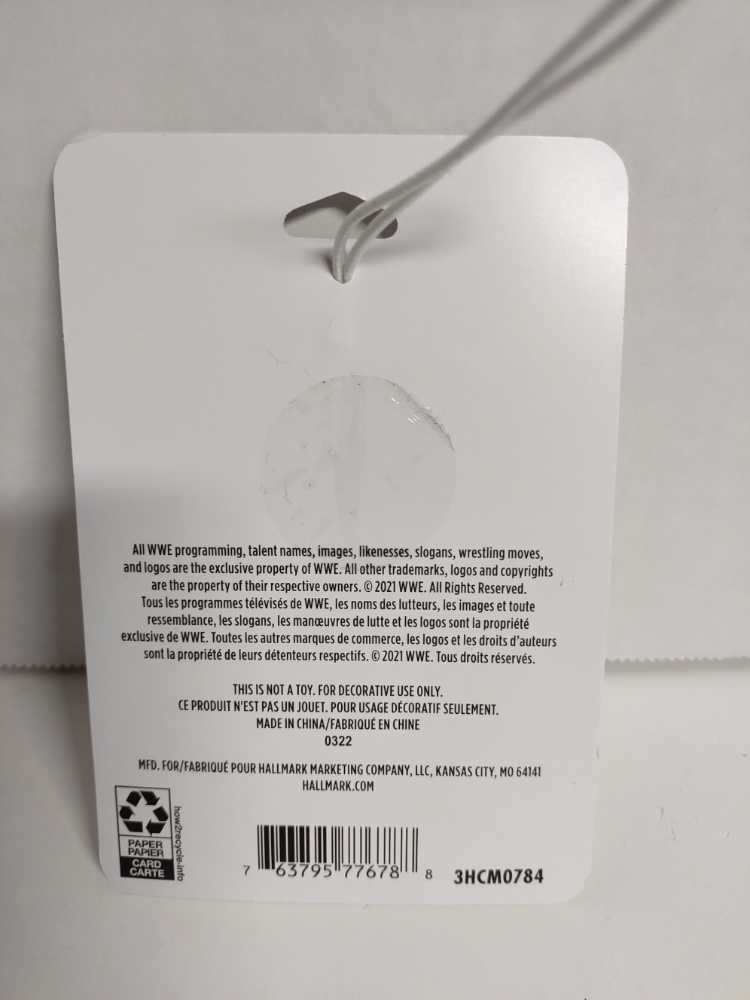 All WWE programming, talent names, images, likenesses, slogans, wrestling moves,
and logos are the exclusive property of WWE. All other trademarks, logos and copyrights
are the property of their respective owners. © 2021 WWE. All Rights Reserved.
Tous les programmes télévisés de WWE, les noms des lutteurs, les images et toute
ressemblance, les slogans, les manœuvres de lutte et les logos sont la propriété
exclusive de WWE. Toutes les autres marques de commerce, les logos et les droits d'auteurs
sont la propriété de leurs détenteurs respectifs. © 2021 WWE. Tous droits réservés.
THIS IS NOT A TOY. FOR DECORATIVE USE ONLY.
CE PRODUIT N'EST PAS UN JOUET. POUR USAGE DÉCORATIF SEULEMENT.
MADE IN CHINA/FABRIQUÉ EN CHINE
0322
MFD. FOR/FABRIQUÉ POUR HALLMARK MARKETING COMPANY, LLC, KANSAS CITY, MO 64141
HALLMARK.COM
PAPER
PAPIER
CARD
CARTE
how2recycle.info
7 63795 77678 8
3HCM0784